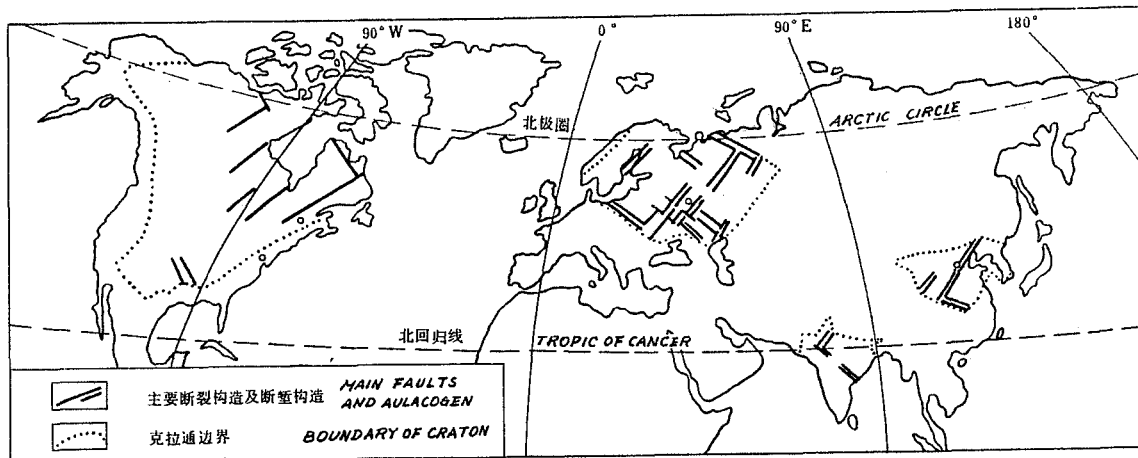 90°W
0°
90°E
180°
北极圈
ARCTIC CIRCLE
北回归线
TROPIC OF CANCER
主要断裂构造及断堑构造
MAIN FAULTS
AND AULACOGEN
克拉通边界
BOUNDARY OF CRATON